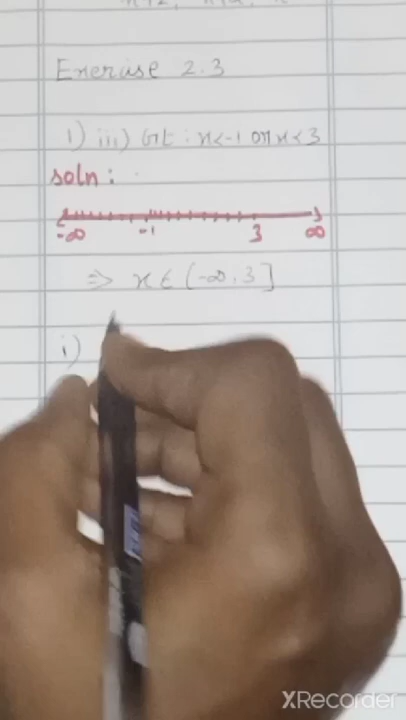 Exercise 2.3
1) iii) Gt : x<-1 or x<3
soln :
-∞ -1 3 ∞
⇒ x ∈ (-∞, 3]
i)
XRecorder